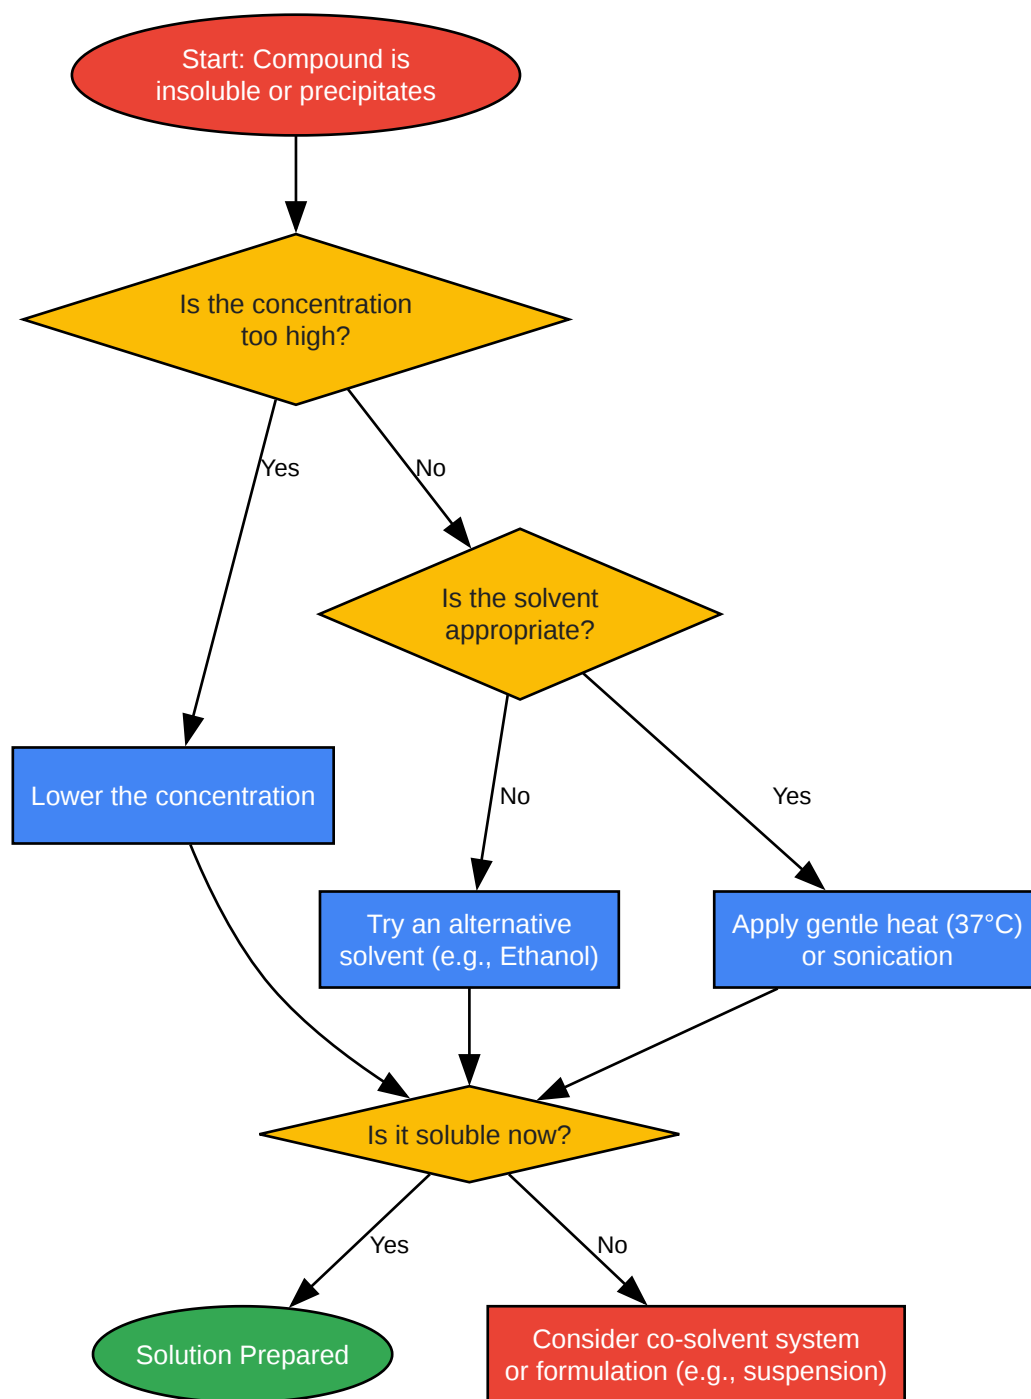 Start: Compound is
insoluble or precipitates
Is the concentration
too high?
Yes
No
Is the solvent
appropriate?
Lower the concentration
No
Yes
Try an alternative
solvent (e.g., Ethanol)
Apply gentle heat (37°C)
or sonication
Is it soluble now?
Yes
No
Solution Prepared
Consider co-solvent system
or formulation (e.g., suspension)